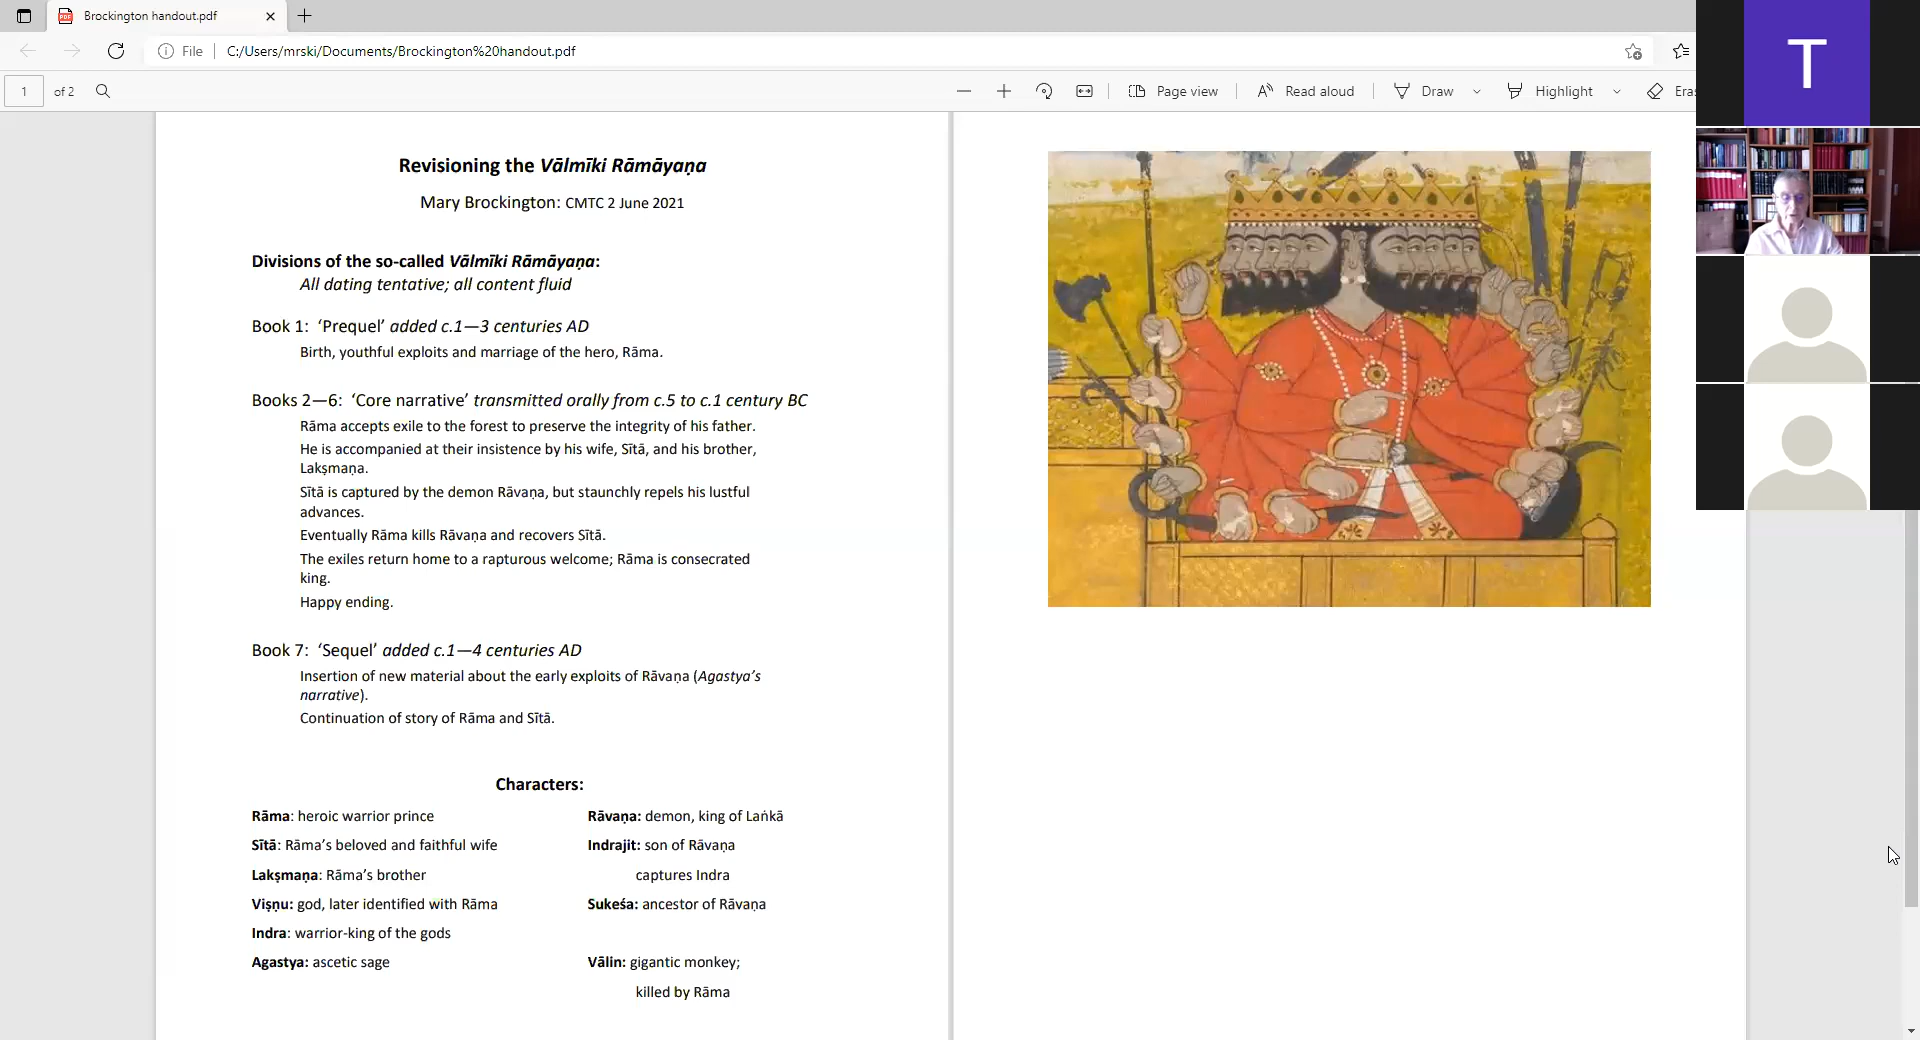 Brockington handout.pdf
File
C:/Users/mrski/Documents/Brockington%20handout.pdf
1 of 2
Page view
Read aloud
Draw
Highlight
Eras
T
Revisioning the Vālmīki Rāmāyaṇa
Mary Brockington: CMTC 2 June 2021
Divisions of the so-called Vālmīki Rāmāyaṇa:
All dating tentative; all content fluid
Book 1: ‘Prequel’ added c.1—3 centuries AD
Birth, youthful exploits and marriage of the hero, Rāma.
Books 2—6: ‘Core narrative’ transmitted orally from c.5 to c.1 century BC
Rāma accepts exile to the forest to preserve the integrity of his father.
He is accompanied at their insistence by his wife, Sītā, and his brother,
Lakṣmaṇa.
Sītā is captured by the demon Rāvaṇa, but staunchly repels his lustful
advances.
Eventually Rāma kills Rāvaṇa and recovers Sītā.
The exiles return home to a rapturous welcome; Rāma is consecrated
king.
Happy ending.
Book 7: ‘Sequel’ added c.1—4 centuries AD
Insertion of new material about the early exploits of Rāvaṇa (Agastya’s
narrative).
Continuation of story of Rāma and Sītā.
Characters:
Rāma: heroic warrior prince
Sītā: Rāma’s beloved and faithful wife
Lakṣmaṇa: Rāma’s brother
Viṣṇu: god, later identified with Rāma
Indra: warrior-king of the gods
Agastya: ascetic sage
Rāvaṇa: demon, king of Laṅkā
Indrajit: son of Rāvaṇa
captures Indra
Sukeśa: ancestor of Rāvaṇa
Vālin: gigantic monkey;
killed by Rāma